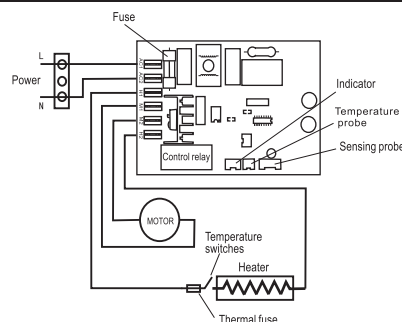 Fuse
L
Power
N
Indicator
Temperature
probe
Sensing probe
Control relay
MOTOR
Temperature
switches
Heater
Thermal fuse